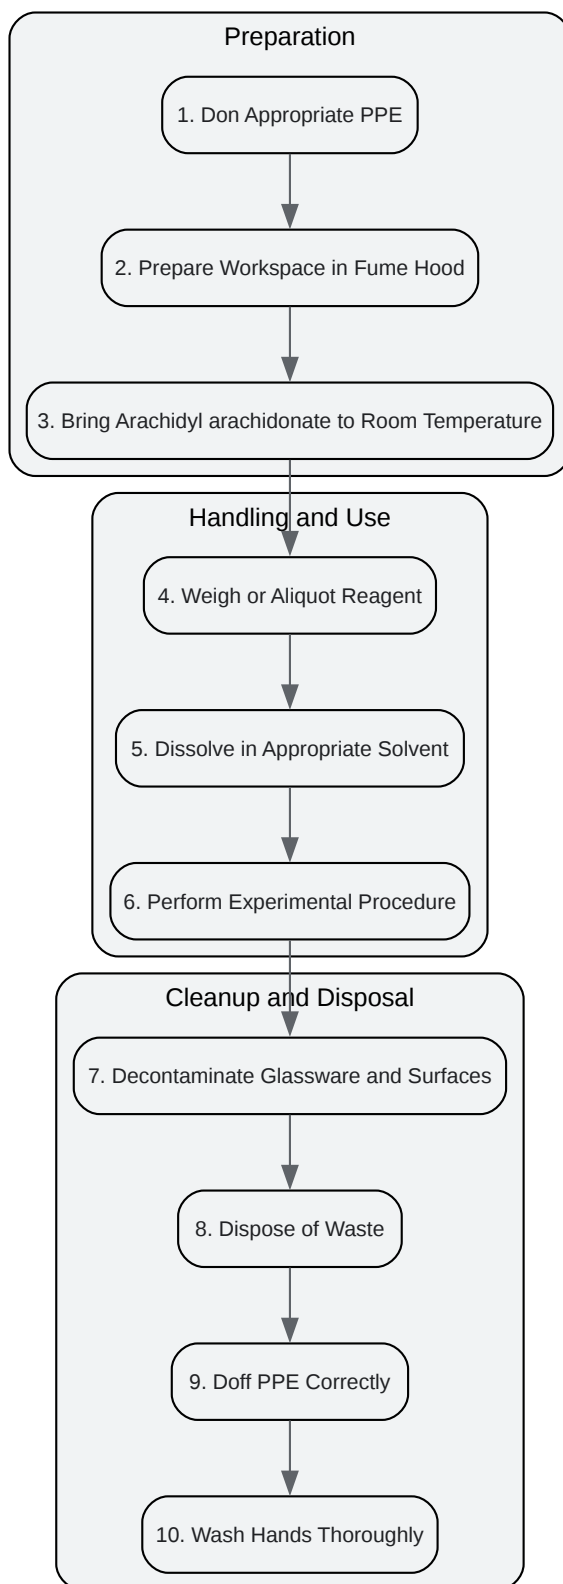 Preparation
1. Don Appropriate PPE
2. Prepare Workspace in Fume Hood
3. Bring Arachidyl arachidonate to Room Temperature
Handling and Use
4. Weigh or Aliquot Reagent
5. Dissolve in Appropriate Solvent
6. Perform Experimental Procedure
Cleanup and Disposal
7. Decontaminate Glassware and Surfaces
8. Dispose of Waste
9. Doff PPE Correctly
10. Wash Hands Thoroughly